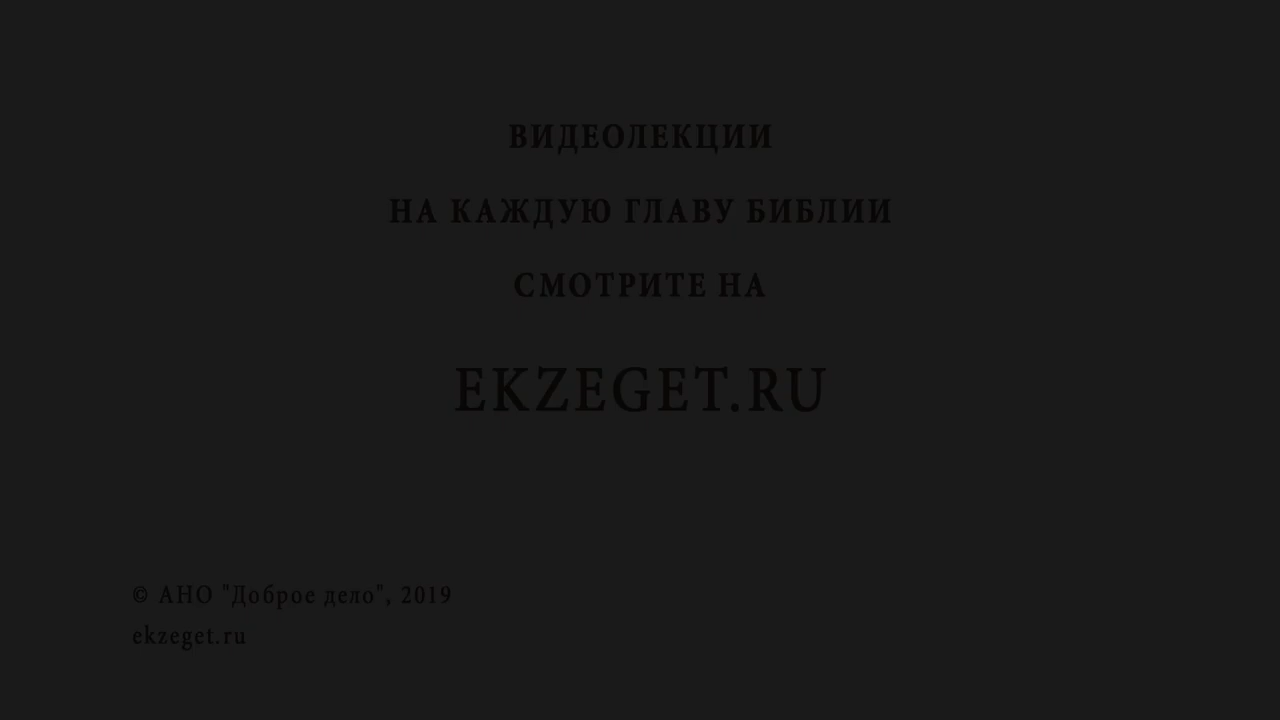 ВИДЕОЛЕКЦИИ
НА КАЖДУЮ ГЛАВУ БИБЛИИ
СМОТРИТЕ НА
EKZEGET.RU
© АНО "Доброе дело", 2019
ekzeget.ru